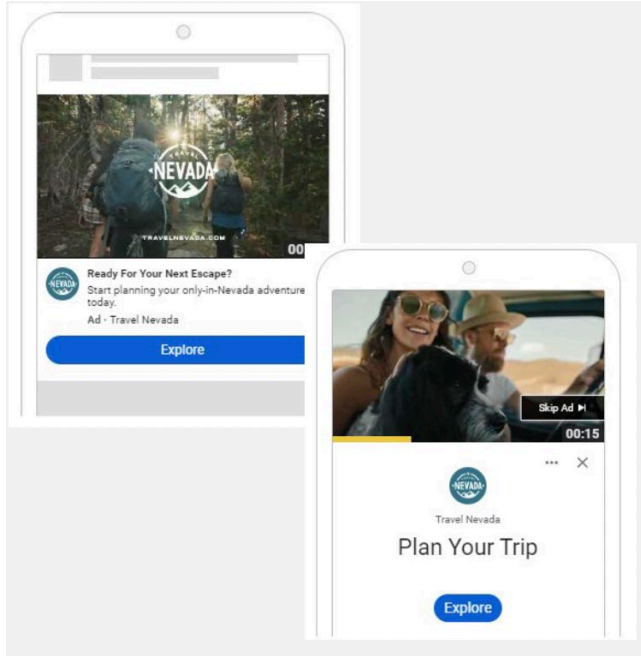 TRAVEL
NEVADA
TRAVELNEVADA.COM
00
NEVADA
Ready For Your Next Escape?
Start planning your only-in-Nevada adventure
today.
Ad · Travel Nevada
Explore
Skip Ad
00:15
NEVADA
Travel Nevada
Plan Your Trip
Explore